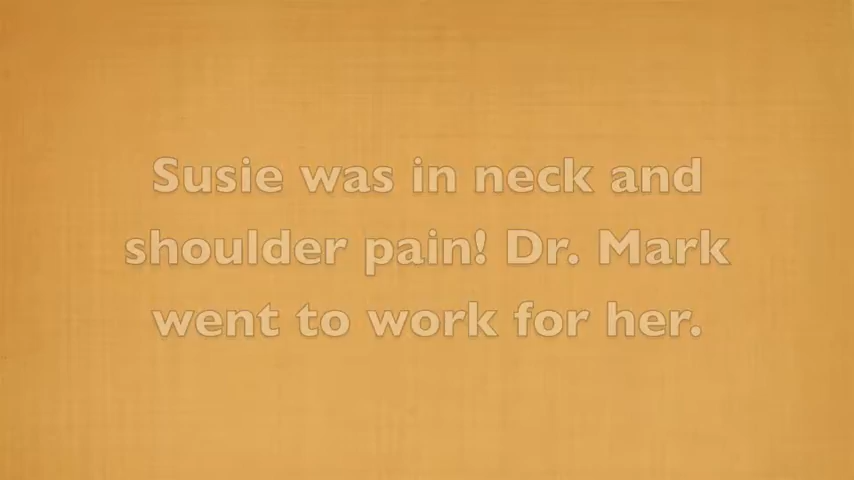 Susie was in neck and
shoulder pain! Dr. Mark
went to work for her.